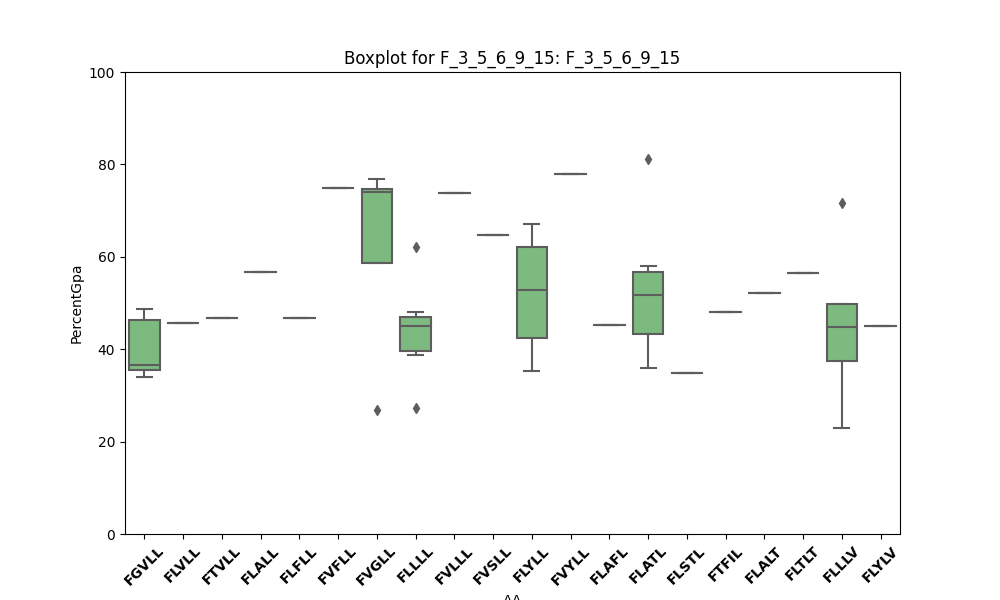 Boxplot for F_3_5_6_9_15: F_3_5_6_9_15
100
80
60
40
20
0
PercentGpa
FGVLL FLVLL FTVLL FLALL FLFLL FVFLL FVGLL FLLLL FVLLL FVSLL FLYLL FVYLL FLAFL FLATL FLSTL FTFIL FLALT FLTLT FLLLV FLYLV
AA